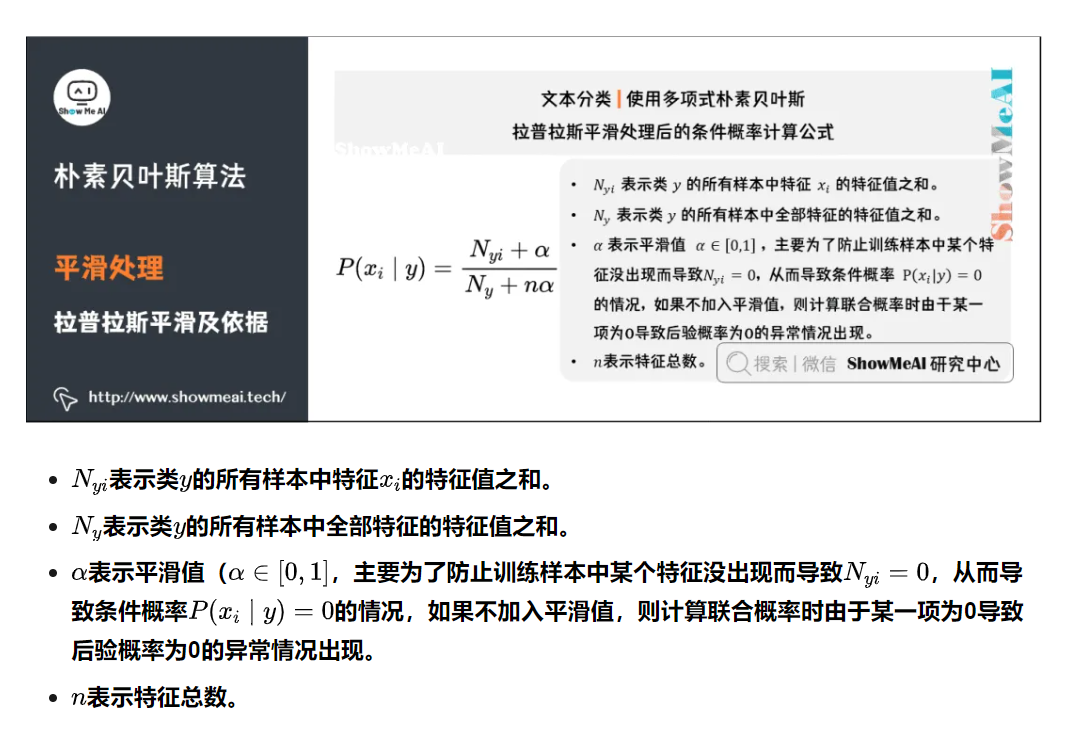 Show Me AI
朴素贝叶斯算法
平滑处理
拉普拉斯平滑及依据
http://www.showmeai.tech/
文本分类 | 使用多项式朴素贝叶斯
拉普拉斯平滑处理后的条件概率计算公式
ShowMeAI
ShowMeAI
P(x_i | y) = (N_{yi} + α) / (N_y + nα)
• N_{yi} 表示类 y 的所有样本中特征 x_i 的特征值之和。
• N_y 表示类 y 的所有样本中全部特征的特征值之和。
• α 表示平滑值 α ∈ [0,1] ，主要为了防止训练样本中某个特
征没出现而导致N_{yi} = 0，从而导致条件概率 P(x_i|y) = 0
的情况，如果不加入平滑值，则计算联合概率时由于某一
项为0导致后验概率为0的异常情况出现。
• n表示特征总数。
搜索 | 微信 ShowMeAI 研究中心
• N_{yi}表示类y的所有样本中特征x_i的特征值之和。
• N_y表示类y的所有样本中全部特征的特征值之和。
• α表示平滑值（α ∈ [0, 1]，主要为了防止训练样本中某个特征没出现而导致N_{yi} = 0，从而导
致条件概率P(x_i | y) = 0的情况，如果不加入平滑值，则计算联合概率时由于某一项为0导致
后验概率为0的异常情况出现。
• n表示特征总数。